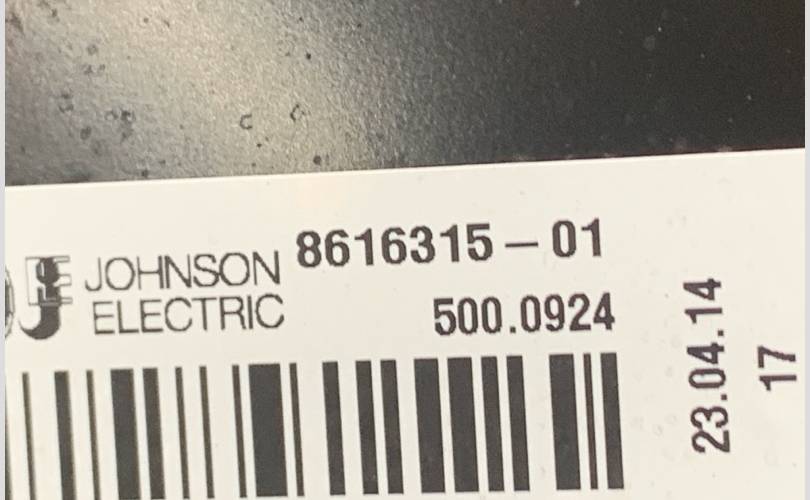 JOHNSON
ELECTRIC
8616315-01
500.0924
23.04.14
17